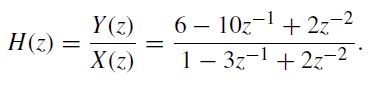 H(z) = Y(z)/X(z) = (6 − 10z⁻¹ + 2z⁻²)/(1 − 3z⁻¹ + 2z⁻²).